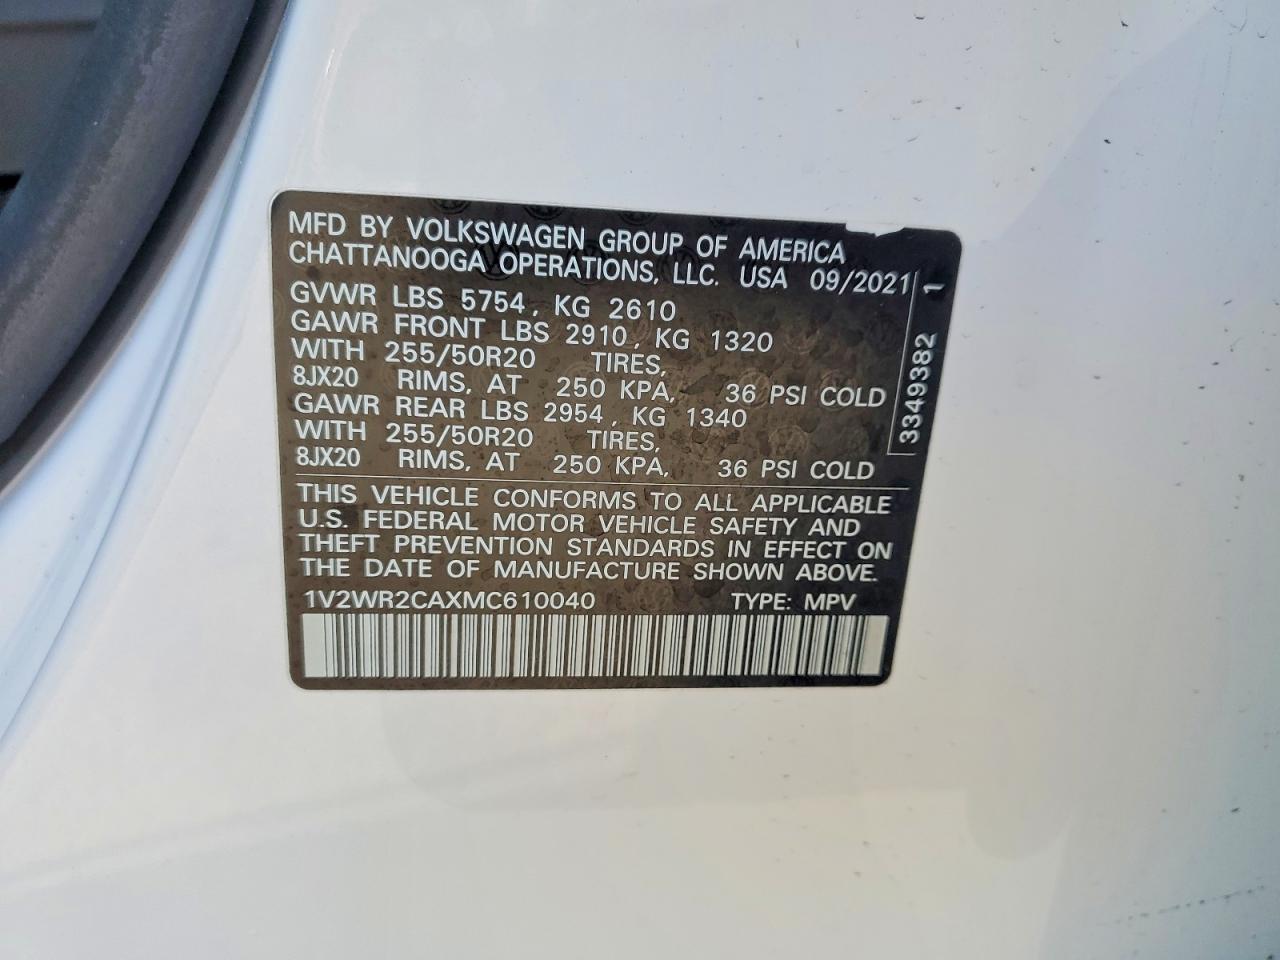 MFD BY VOLKSWAGEN GROUP OF AMERICA
CHATTANOOGA OPERATIONS, LLC. USA 09/2021
GVWR LBS 5754, KG 2610
GAWR FRONT LBS 2910, KG 1320
WITH 255/50R20 TIRES,
8JX20 RIMS, AT 250 KPA, 36 PSI COLD
GAWR REAR LBS 2954, KG 1340
WITH 255/50R20 TIRES,
8JX20 RIMS, AT 250 KPA, 36 PSI COLD
THIS VEHICLE CONFORMS TO ALL APPLICABLE
U.S. FEDERAL MOTOR VEHICLE SAFETY AND
THEFT PREVENTION STANDARDS IN EFFECT ON
THE DATE OF MANUFACTURE SHOWN ABOVE.
1V2WR2CAXMC610040 TYPE: MPV
3349382 1